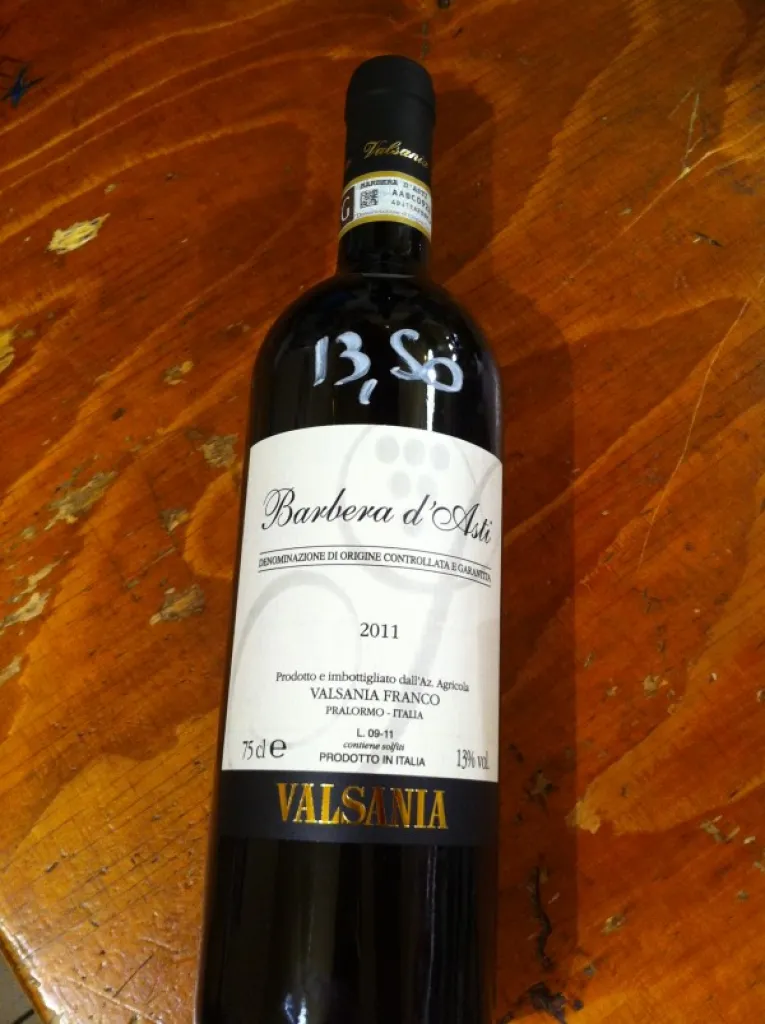 Valsania
G
BARBERA D'ASTI
13,50
Barbera d'Asti
DENOMINAZIONE DI ORIGINE CONTROLLATA E GARANTITA
2011
Prodotto e imbottigliato dall'Az. Agricola
VALSANIA FRANCO
PRALORMO - ITALIA
L. 09-11
75 cl e contiene solfiti 13% vol.
PRODOTTO IN ITALIA
VALSANIA